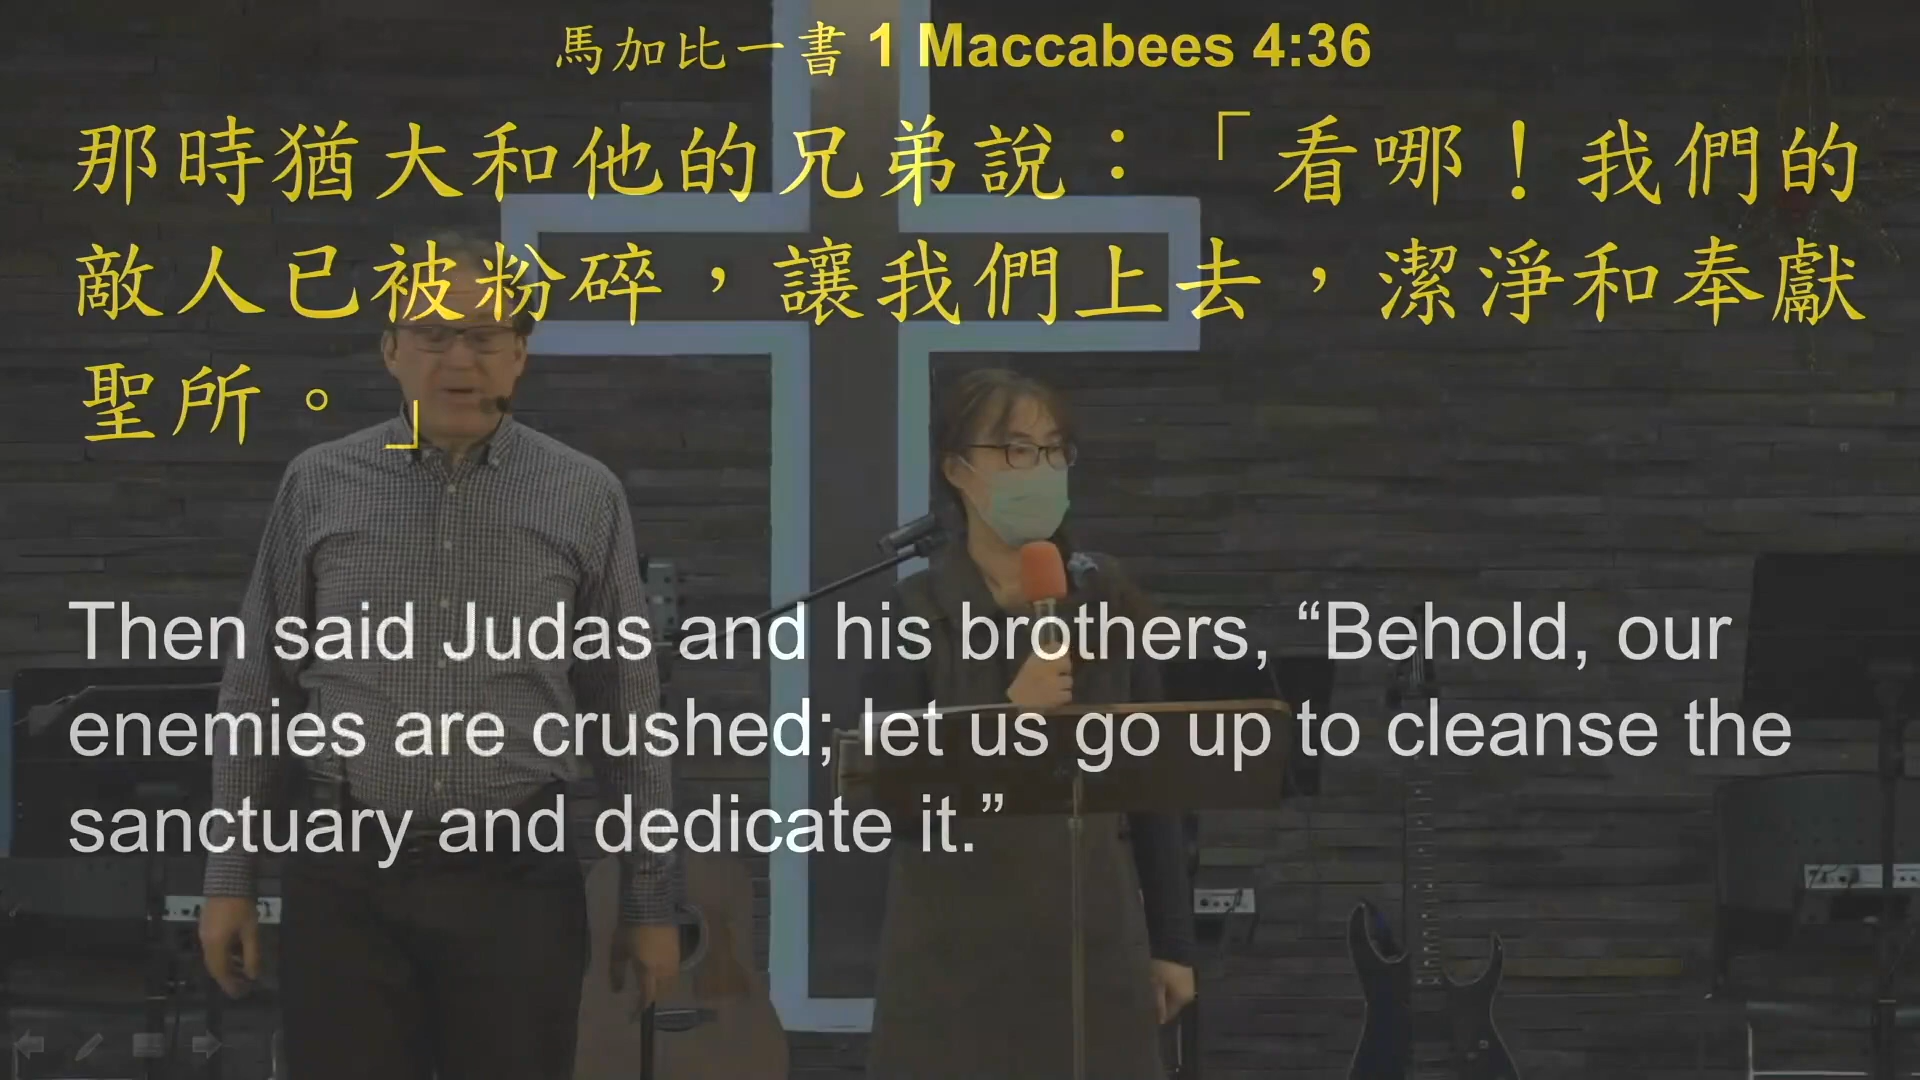 馬加比一書 1 Maccabees 4:36
那時猶大和他的兄弟說：「看哪！我們的
敵人已被粉碎，讓我們上去，潔淨和奉獻
聖所。」
Then said Judas and his brothers, “Behold, our
enemies are crushed; let us go up to cleanse the
sanctuary and dedicate it.”